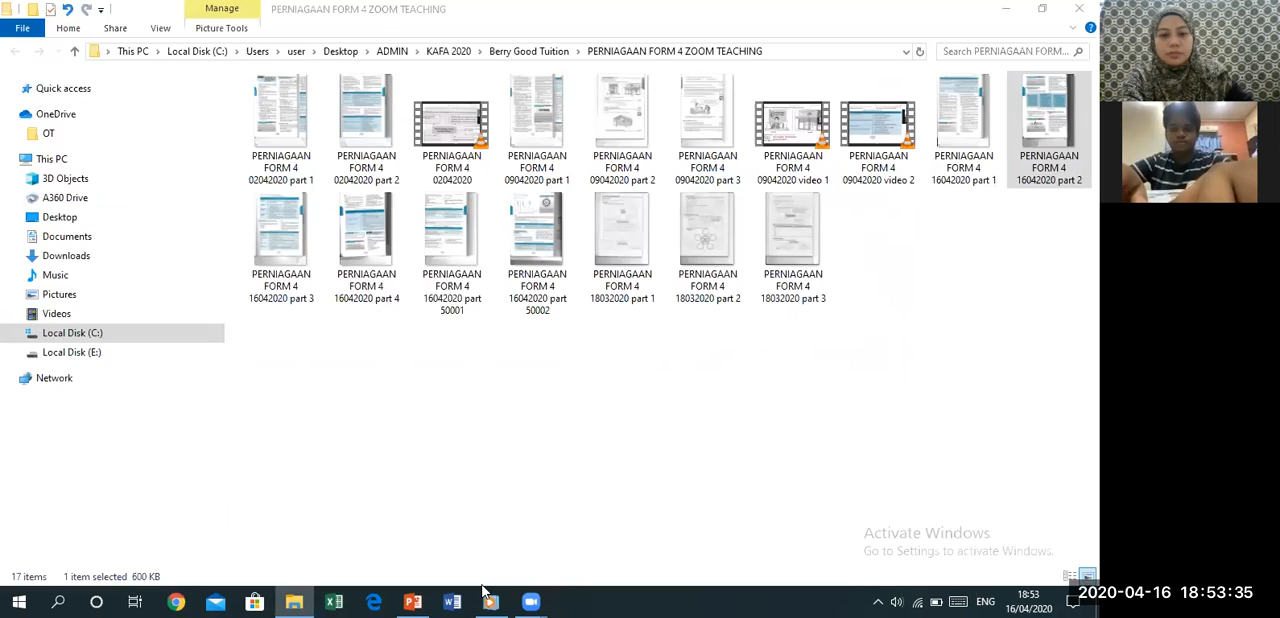 Manage
PERNIAGAAN FORM 4 ZOOM TEACHING
File
Home
Share
View
Picture Tools
This PC
Local Disk (C:)
Users
user
Desktop
ADMIN
KAFA 2020
Berry Good Tuition
PERNIAGAAN FORM 4 ZOOM TEACHING
Search PERNIAGAAN FORM...
Quick access
OneDrive
OT
This PC
3D Objects
A360 Drive
Desktop
Documents
Downloads
Music
Pictures
Videos
Local Disk (C:)
Local Disk (E:)
Network
PERNIAGAAN
FORM 4
02042020 part 1
PERNIAGAAN
FORM 4
02042020 part 2
PERNIAGAAN
FORM 4
02042020
PERNIAGAAN
FORM 4
09042020 part 1
PERNIAGAAN
FORM 4
09042020 part 2
PERNIAGAAN
FORM 4
09042020 part 3
PERNIAGAAN
FORM 4
09042020 video 1
PERNIAGAAN
FORM 4
09042020 video 2
PERNIAGAAN
FORM 4
16042020 part 1
PERNIAGAAN
FORM 4
16042020 part 2
PERNIAGAAN
FORM 4
16042020 part 3
PERNIAGAAN
FORM 4
16042020 part 4
PERNIAGAAN
FORM 4
16042020 part
50001
PERNIAGAAN
FORM 4
16042020 part
50002
PERNIAGAAN
FORM 4
18032020 part 1
PERNIAGAAN
FORM 4
18032020 part 2
PERNIAGAAN
FORM 4
18032020 part 3
Activate Windows
Go to Settings to activate Windows.
17 items
1 item selected 600 KB
ENG
18:53
16/04/2020
2020-04-16 18:53:35